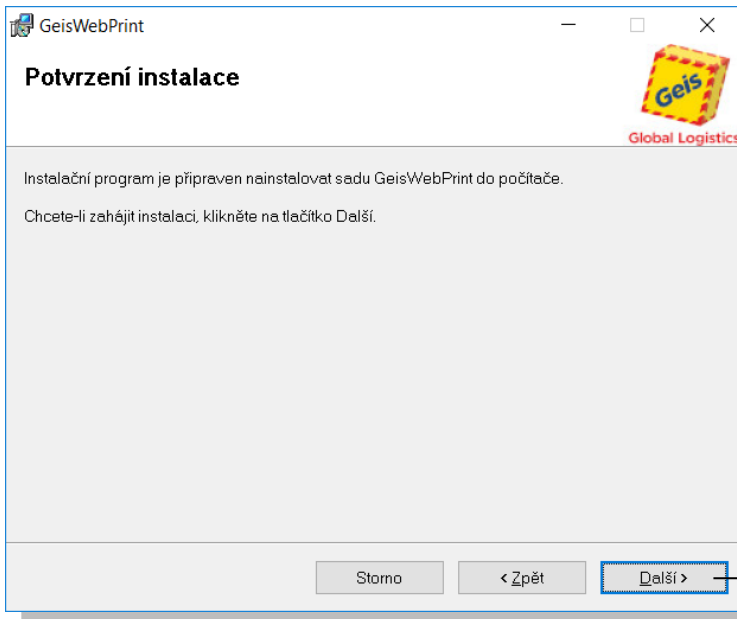 GeisWebPrint
Potvrzení instalace
Geis
Global Logistics
Instalační program je připraven nainstalovat sadu GeisWebPrint do počítače.
Chcete-li zahájit instalaci, klikněte na tlačítko Další.
Storno
< Zpět
Další >